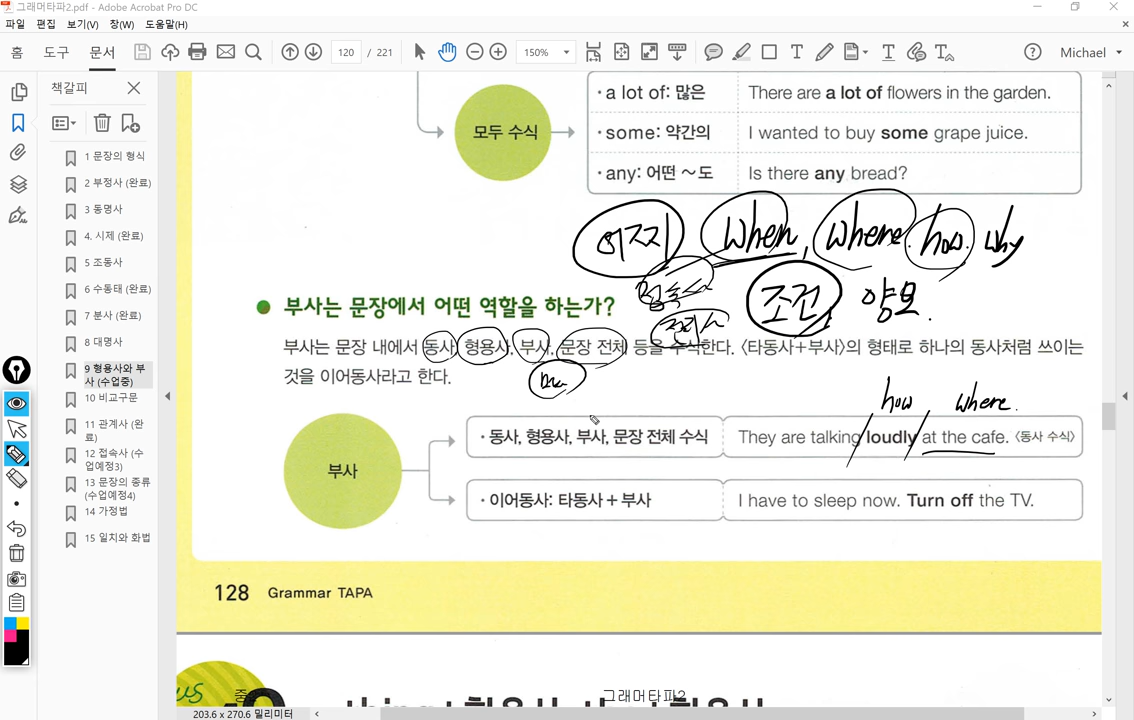 그래머타파2.pdf - Adobe Acrobat Pro DC
파일 편집 보기(V) 창(W) 도움말(H)
홈 도구 문서 120 / 221 150% Michael
책갈피
1 문장의 형식
2 부정사 (완료)
3 동명사
4. 시제 (완료)
5 조동사
6 수동태 (완료)
7 분사 (완료)
8 대명사
9 형용사와 부
사 (수업중)
10 비교구문
11 관계사 (완
료)
12 접속사 (수
업예정3)
13 문장의 종류
(수업예정4)
14 가정법
15 일치와 화법
모두 수식
· a lot of: 많은 There are a lot of flowers in the garden.
· some: 약간의 I wanted to buy some grape juice.
· any: 어떤 ~도 Is there any bread?
when, where, how. why
접속사 조건, 양보.
전치사
부사는 문장에서 어떤 역할을 하는가?
부사는 문장 내에서 동사, 형용사, 부사, 문장 전체 등을 수식한다. 〈타동사+부사〉의 형태로 하나의 동사처럼 쓰이는
것을 이어동사라고 한다.
how where.
부사
· 동사, 형용사, 부사, 문장 전체 수식 They are talking loudly at the cafe. 〈동사 수식〉
· 이어동사: 타동사 + 부사 I have to sleep now. Turn off the TV.
128 Grammar TAPA
그래머타파2
203.6 x 270.6 밀리미터